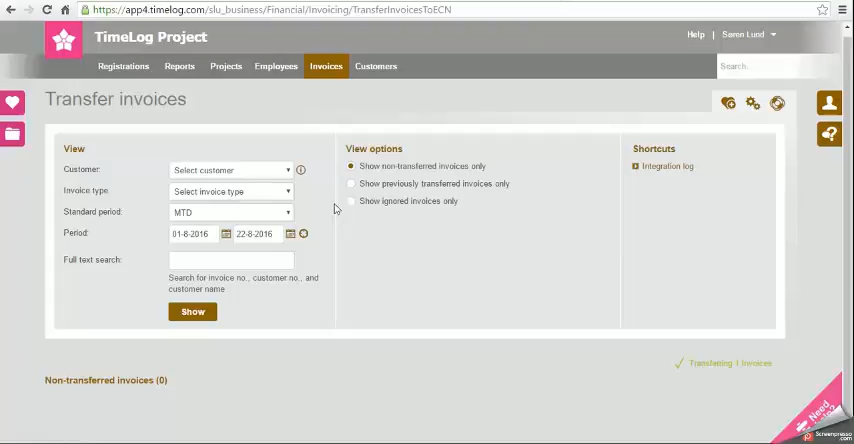 https://app4.timelog.com/slu_business/Financial/Invoicing/TransferInvoicesToECN
TimeLog Project
Help | Søren Lund
Registrations Reports Projects Employees Invoices Customers
Search..
Transfer invoices
View
Customer: Select customer
Invoice type: Select invoice type
Standard period: MTD
Period: 01-8-2016 22-8-2016
Full text search:
Search for invoice no., customer no., and
customer name
Show
View options
Show non-transferred invoices only
Show previously transferred invoices only
Show ignored invoices only
Shortcuts
Integration log
Transferring 1 Invoices
Non-transferred invoices (0)
Need
Screenpresso
.com